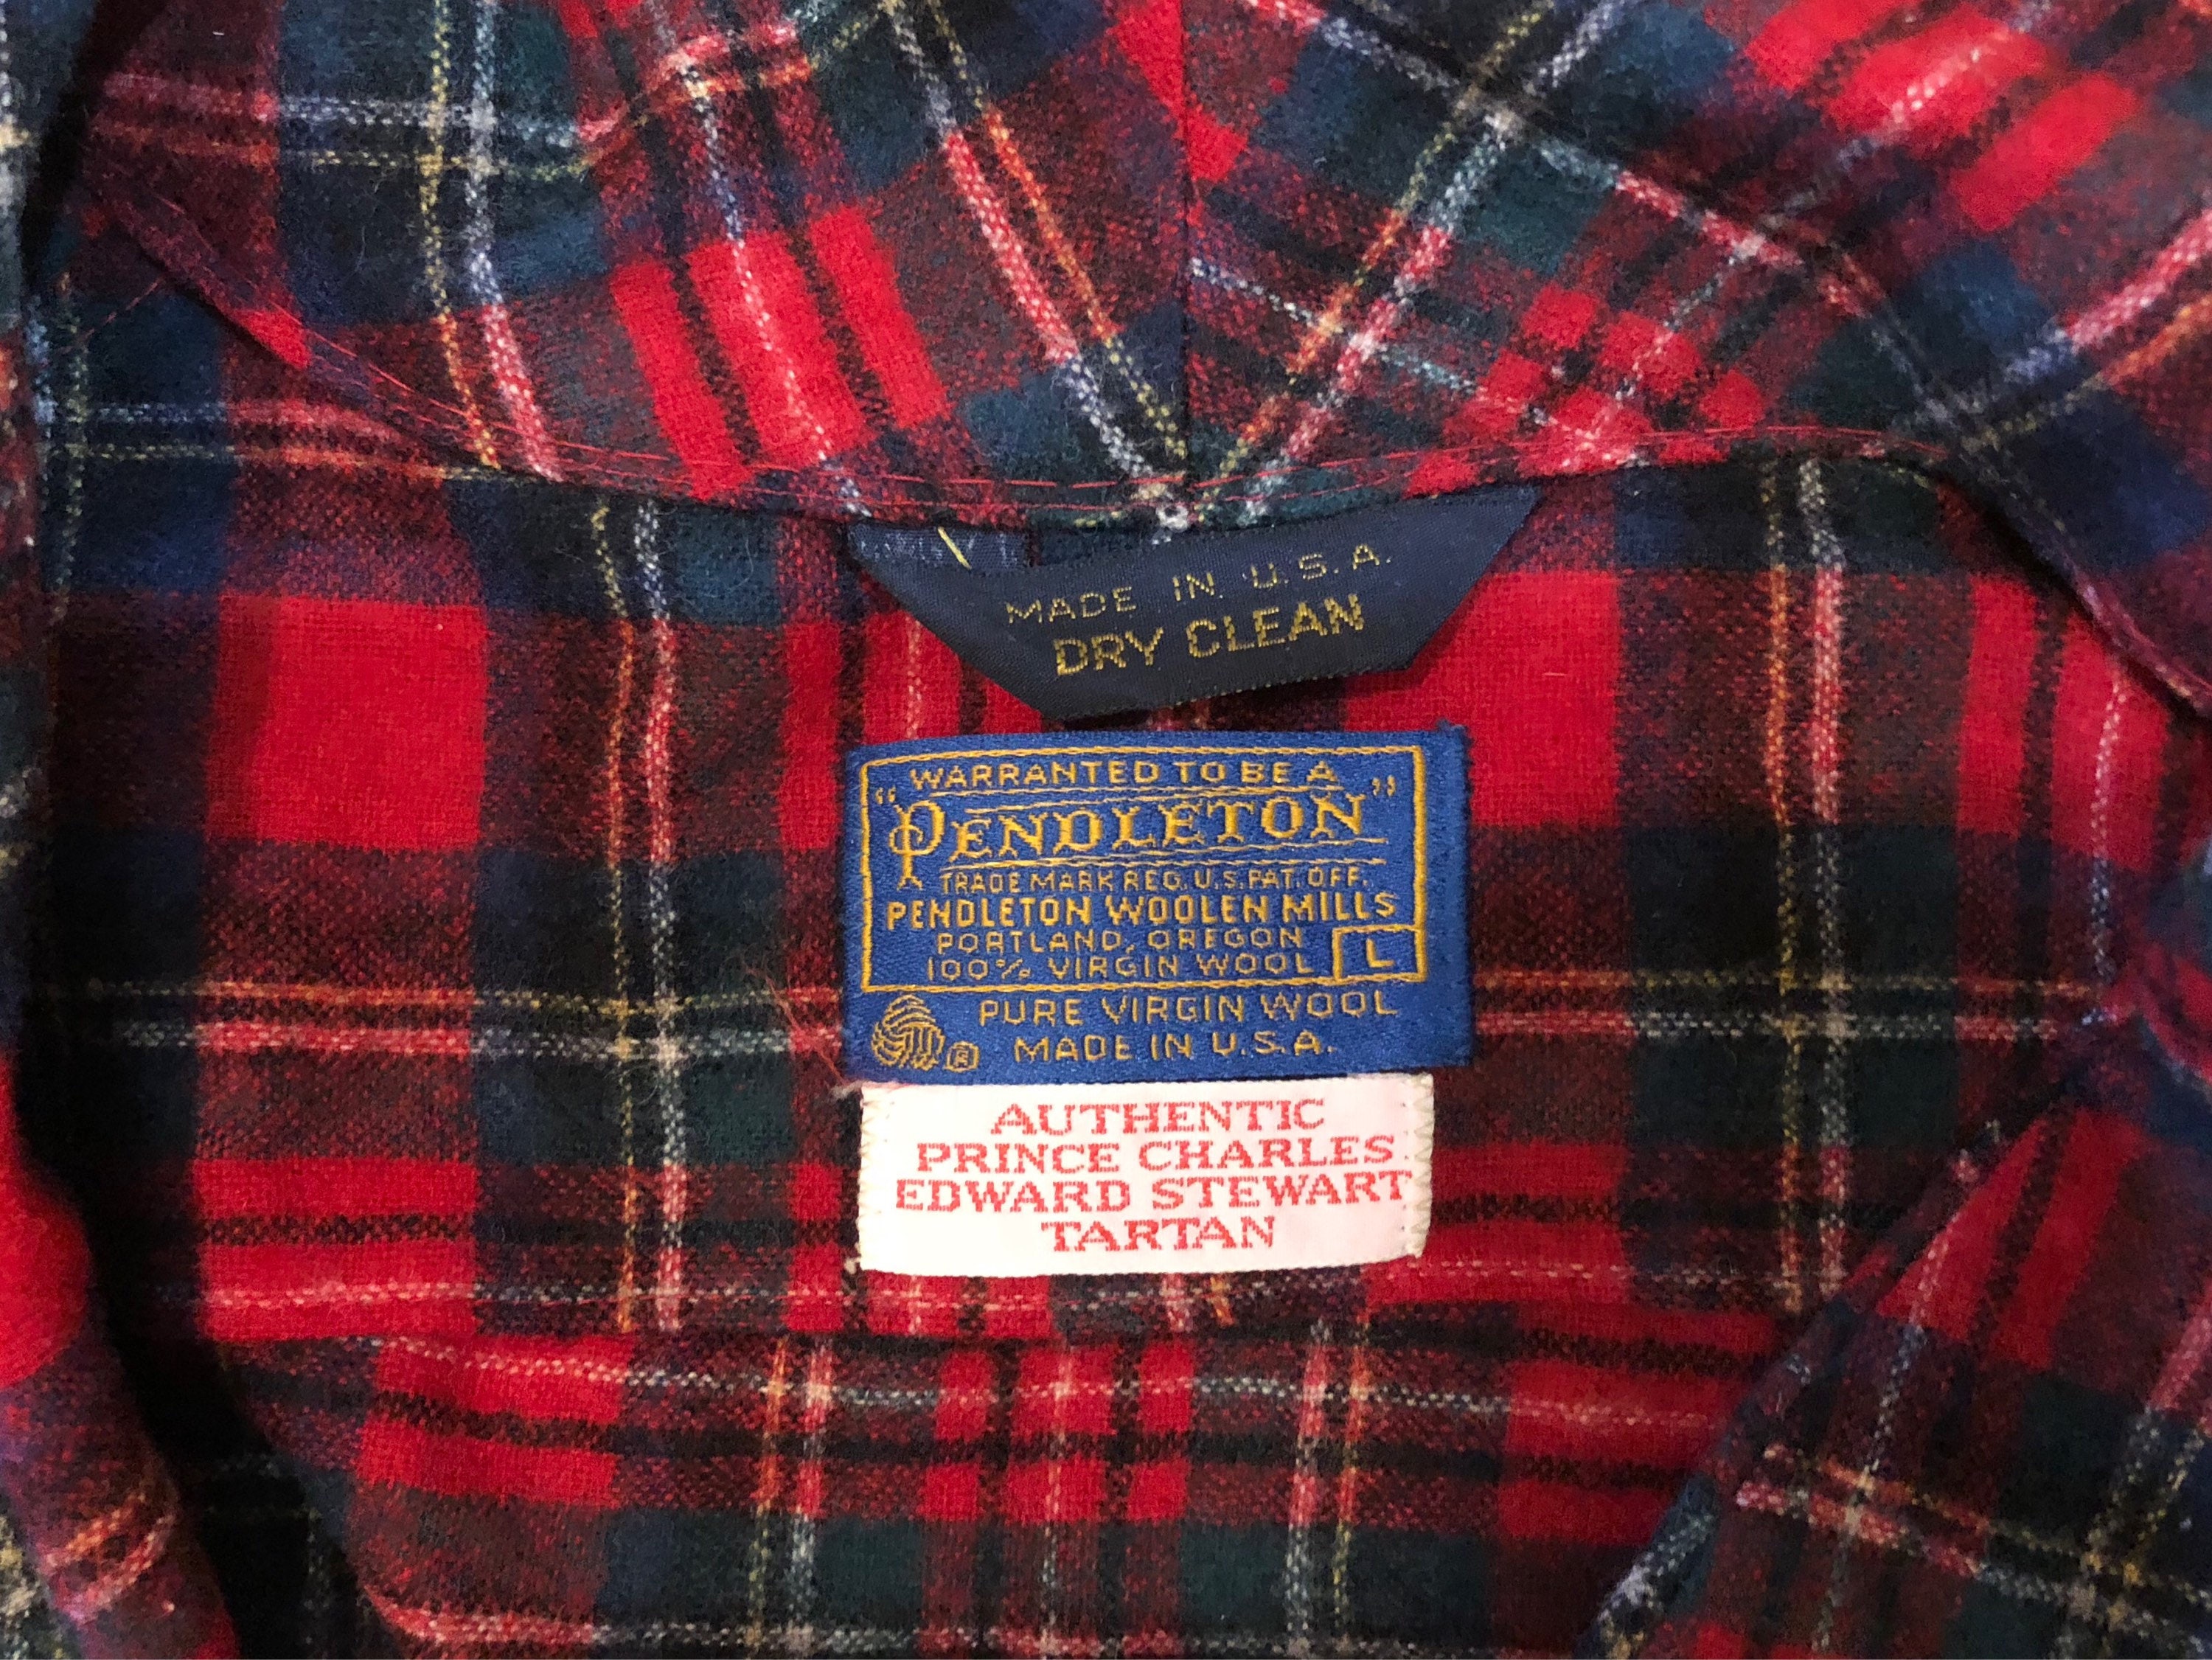 MADE IN U.S.A.
DRY CLEAN
WARRANTED TO BE A
"PENDLETON"
TRADE MARK REG. U.S. PAT. OFF.
PENDLETON WOOLEN MILLS
PORTLAND, OREGON
100% VIRGIN WOOL L
PURE VIRGIN WOOL
® MADE IN U.S.A.
AUTHENTIC
PRINCE CHARLES
EDWARD STEWART
TARTAN